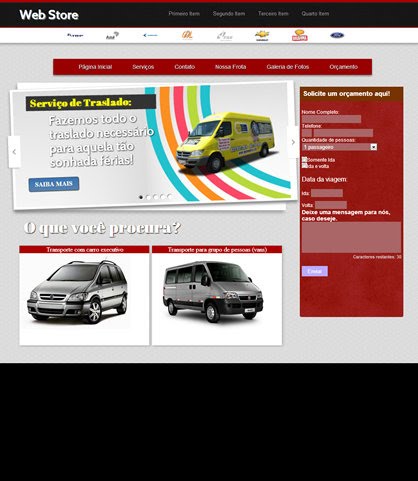 Web Store
Primeiro Item Segundo Item Terceiro Item Quarto Item
Página Inicial Serviços Contato Nossa Frota Galeria de Fotos Orçamento
Serviço de Traslado:
Fazemos todo o
traslado necessário
para aquela tão
sonhada férias!
SAIBA MAIS
Solicite um orçamento aqui!
Nome Completo:
Telefone:
Quantidade de pessoas:
1 passageiro
Somente Ida
Ida e volta
Data da viagem:
Ida:
Volta:
Deixe uma mensagem para nós,
caso deseje.
Caracteres restantes: 30
Enviar
O que você procura?
Transporte com carro executivo
Transporte para grupo de pessoas (vans)